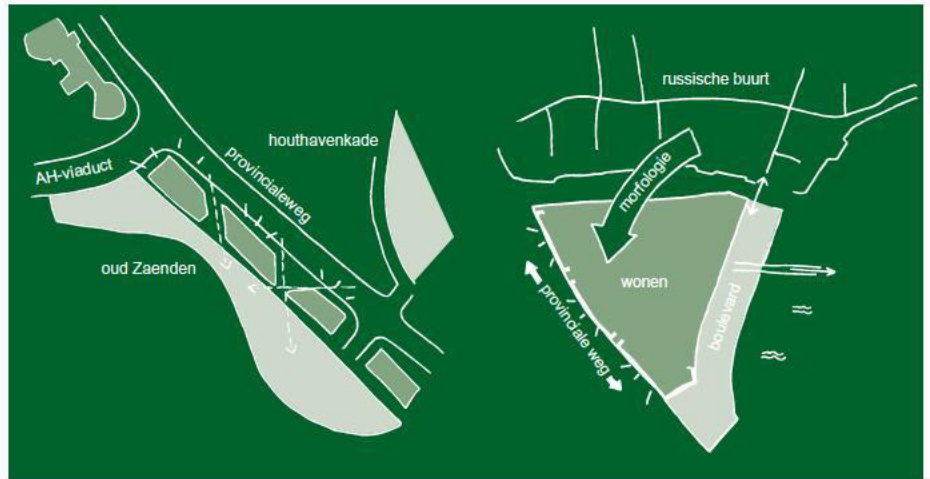 AH-viaduct
provincialeweg
houthavenkade
oud Zaenden
russische buurt
morfologie
wonen
provinciale weg
boulevard